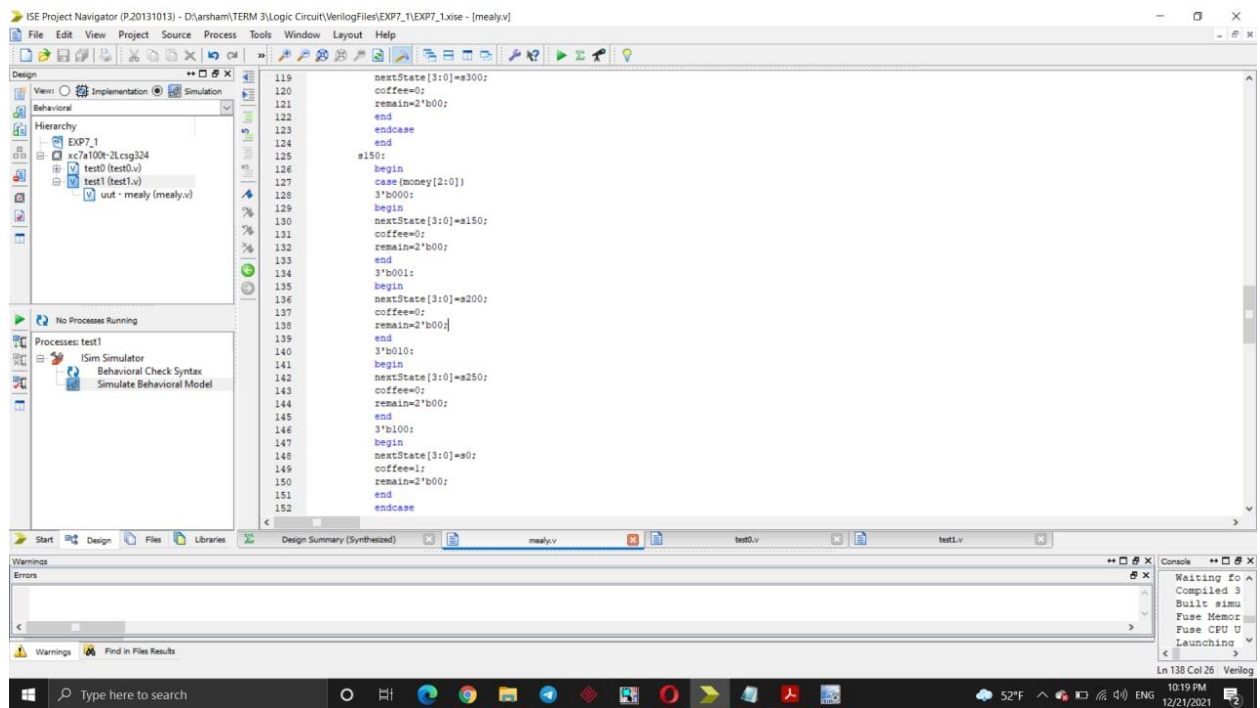 ISE Project Navigator (P.20131013) - D:\arsham\TERM 3\Logic Circuit\VerilogFiles\EXP7_1\EXP7_1.xise - [mealy.v]
File Edit View Project Source Process Tools Window Layout Help
Design
View: Implementation Simulation
Behavioral
Hierarchy
EXP7_1
xc7a100t-2Lcsg324
test0 (test0.v)
test1 (test1.v)
uut - mealy (mealy.v)
No Processes Running
Processes: test1
ISim Simulator
Behavioral Check Syntax
Simulate Behavioral Model
119 nextState[3:0]=s300;
120 coffee=0;
121 remain=2'b00;
122 end
123 endcase
124 end
125 s150:
126 begin
127 case(money[2:0])
128 3'b000:
129 begin
130 nextState[3:0]=s150;
131 coffee=0;
132 remain=2'b00;
133 end
134 3'b001:
135 begin
136 nextState[3:0]=s200;
137 coffee=0;
138 remain=2'b00;
139 end
140 3'b010:
141 begin
142 nextState[3:0]=s250;
143 coffee=0;
144 remain=2'b00;
145 end
146 3'b100:
147 begin
148 nextState[3:0]=s0;
149 coffee=1;
150 remain=2'b00;
151 end
152 endcase
Start Design Files Libraries
Design Summary (Synthesized) mealy.v test0.v test1.v
Warnings
Errors
Console
Waiting fo
Compiled 3
Built simu
Fuse Memor
Fuse CPU U
Launching
Warnings Find in Files Results
Ln 138 Col 26 Verilog
Type here to search
52°F ENG
10:19 PM
12/21/2021
2